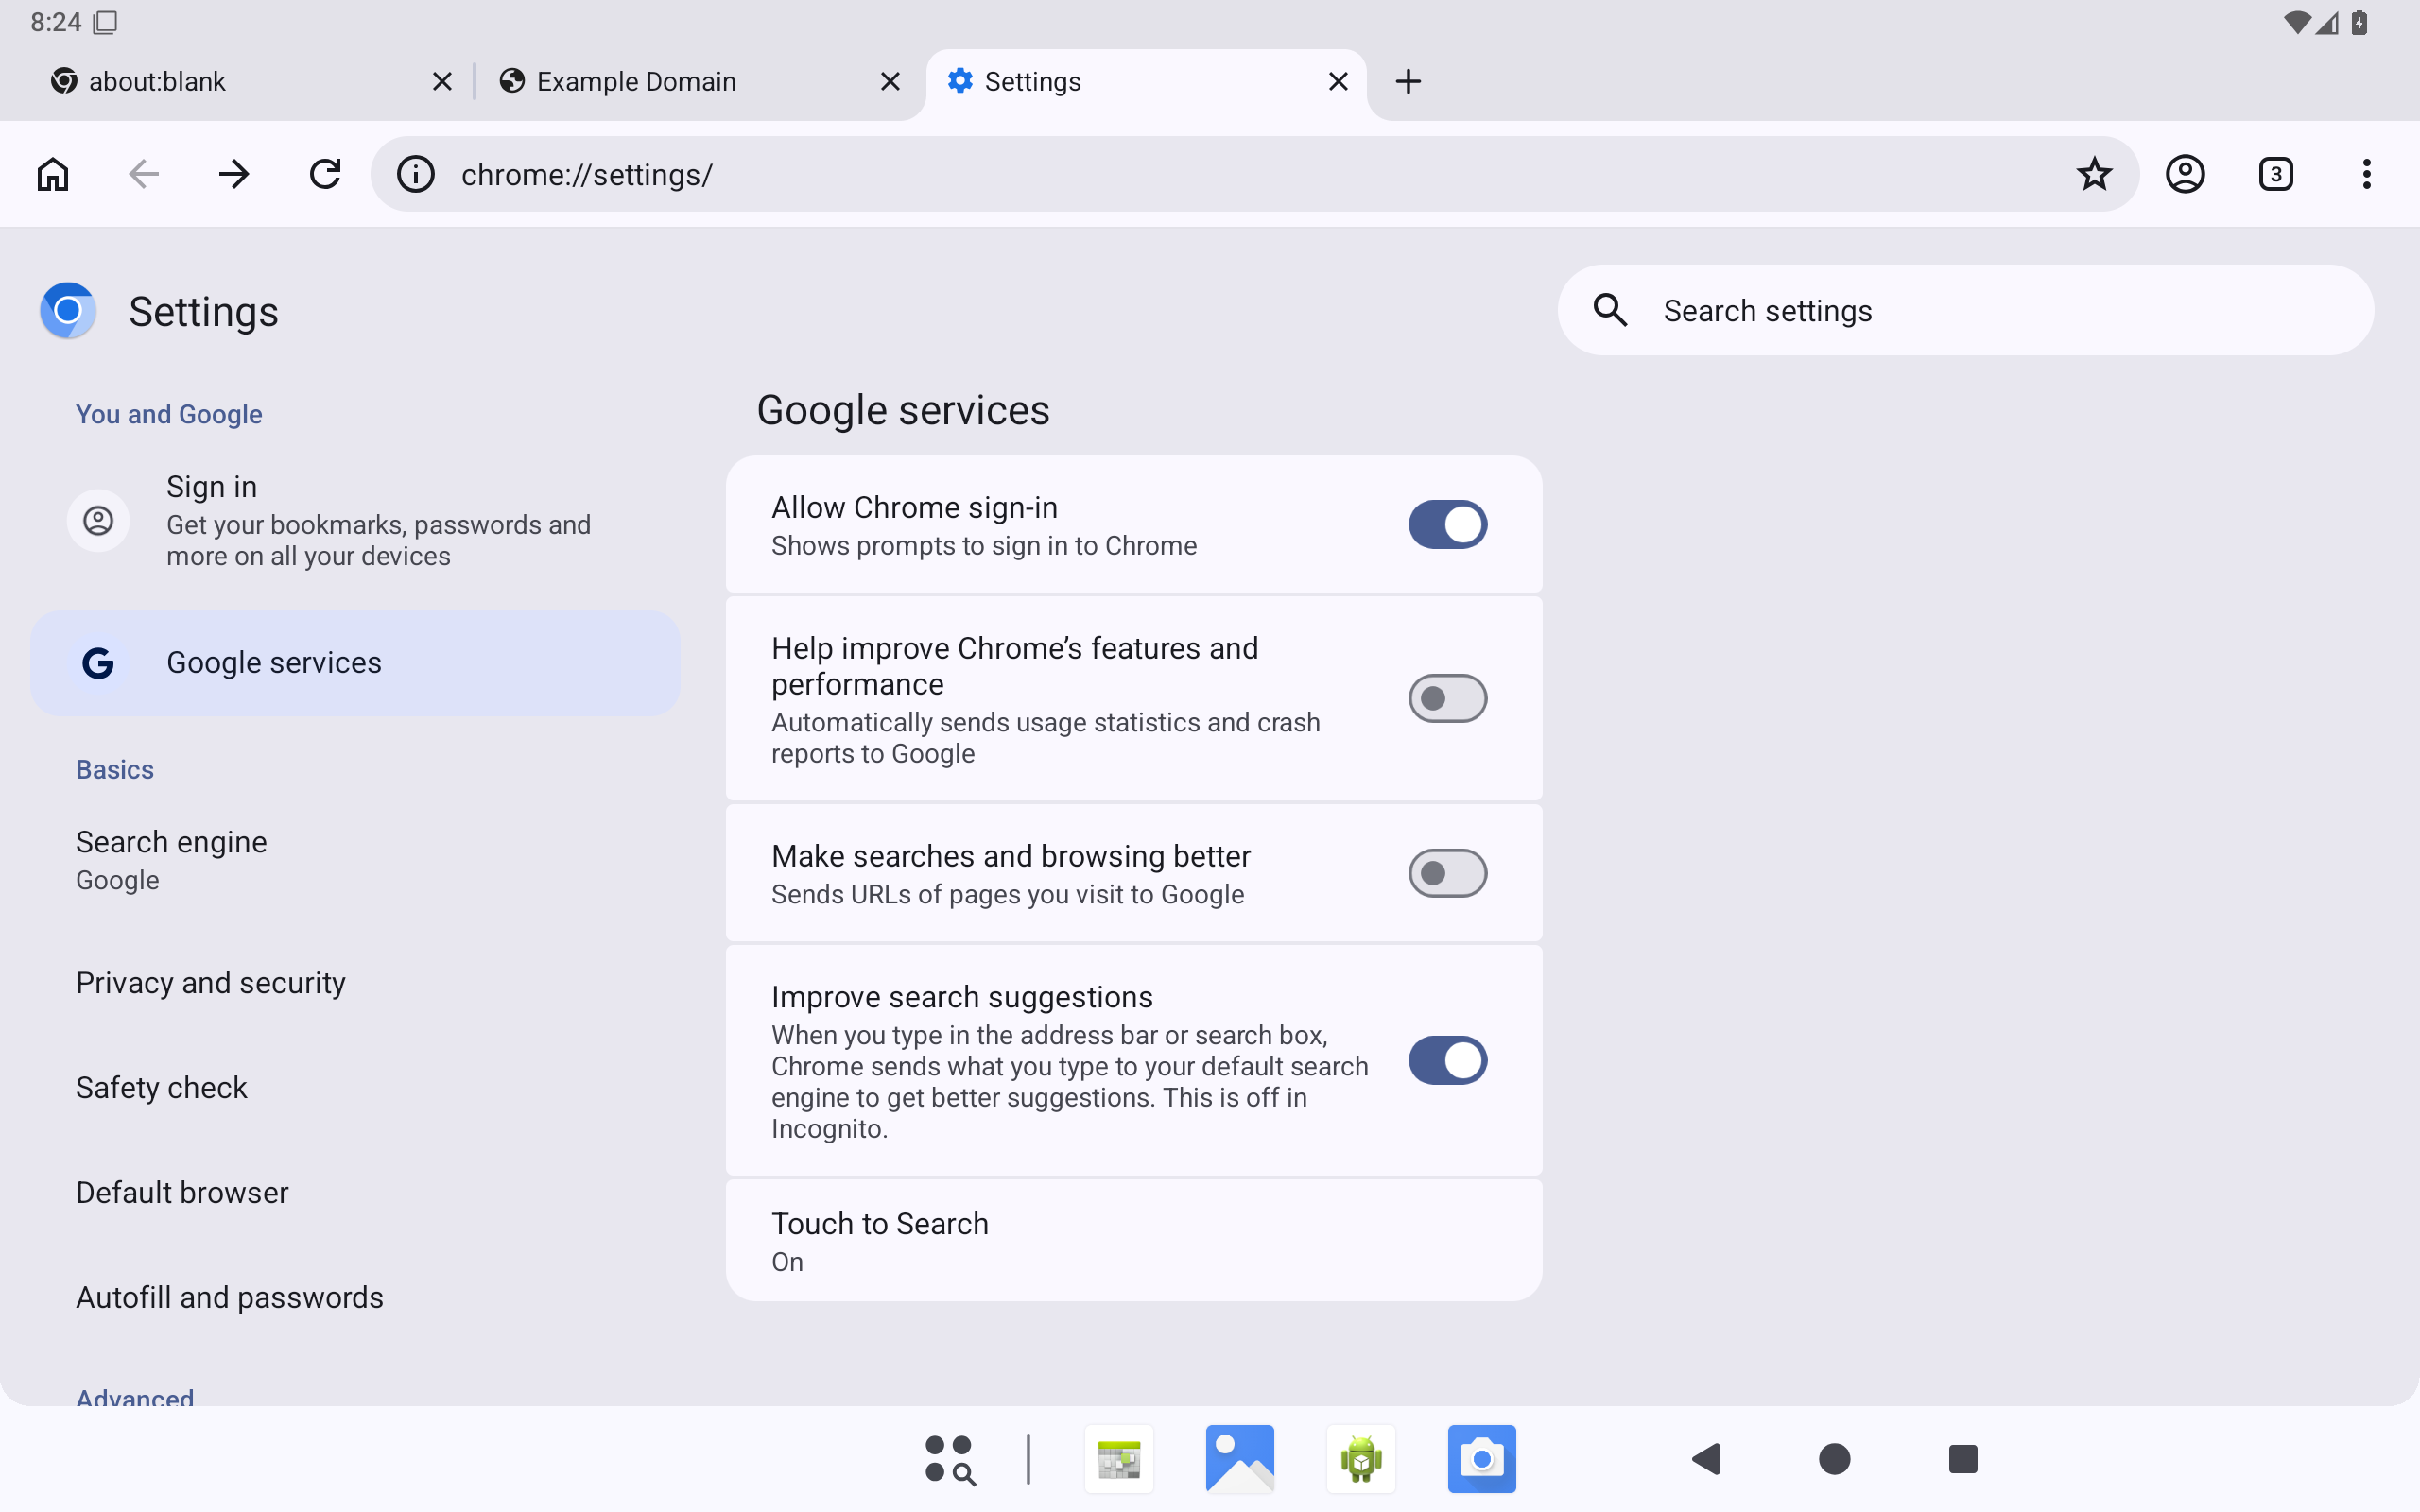 8:24
about:blank
Example Domain
Settings
chrome://settings/
3
Settings
Search settings
You and Google
Sign in
Get your bookmarks, passwords and
more on all your devices
Google services
Basics
Search engine
Google
Privacy and security
Safety check
Default browser
Autofill and passwords
Advanced
Google services
Allow Chrome sign-in
Shows prompts to sign in to Chrome
Help improve Chrome’s features and
performance
Automatically sends usage statistics and crash
reports to Google
Make searches and browsing better
Sends URLs of pages you visit to Google
Improve search suggestions
When you type in the address bar or search box,
Chrome sends what you type to your default search
engine to get better suggestions. This is off in
Incognito.
Touch to Search
On